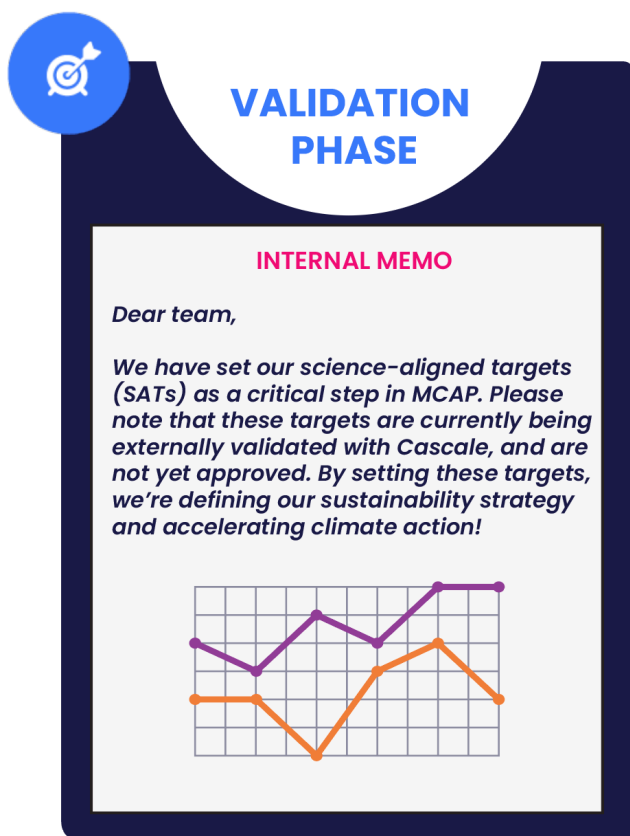 VALIDATION
PHASE
INTERNAL MEMO
Dear team,
We have set our science-aligned targets
(SATs) as a critical step in MCAP. Please
note that these targets are currently being
externally validated with Cascale, and are
not yet approved. By setting these targets,
we’re defining our sustainability strategy
and accelerating climate action!